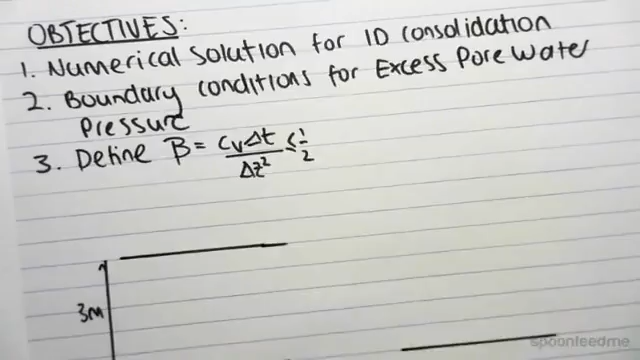 OBJECTIVES:
1. Numerical Solution for 1D consolidation
2. Boundary conditions for Excess Pore Water
Pressure
3. Define β = CvΔt/Δz² ≤ 1/2
3M
spoonfeedme